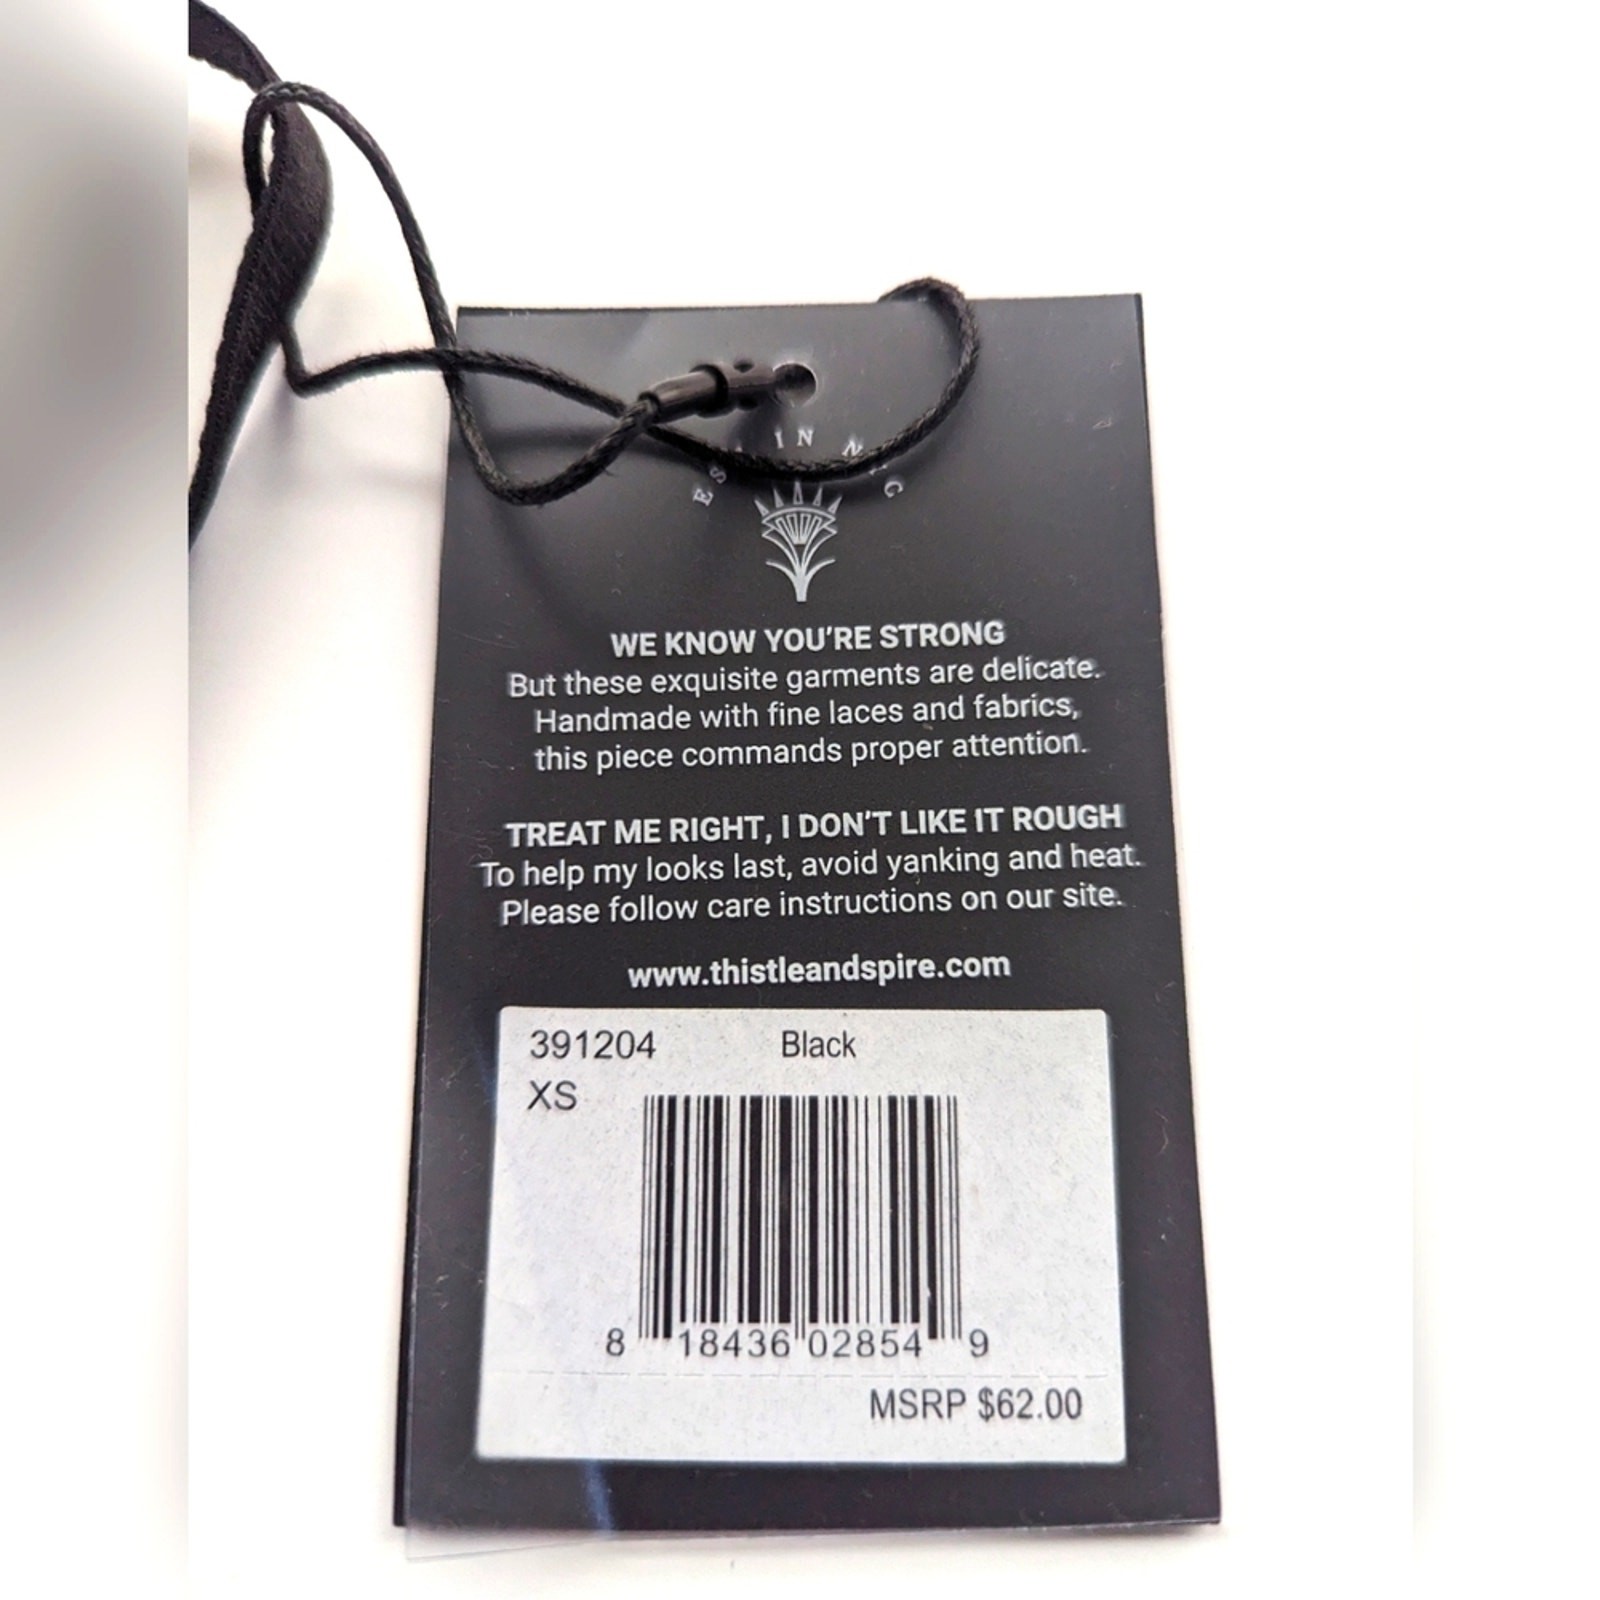 IN
WE KNOW YOU'RE STRONG
But these exquisite garments are delicate.
Handmade with fine laces and fabrics,
this piece commands proper attention.
TREAT ME RIGHT, I DON'T LIKE IT ROUGH
To help my looks last, avoid yanking and heat.
Please follow care instructions on our site.
www.thistleandspire.com
391204 Black
XS
8 18436 02854 9
MSRP $62.00